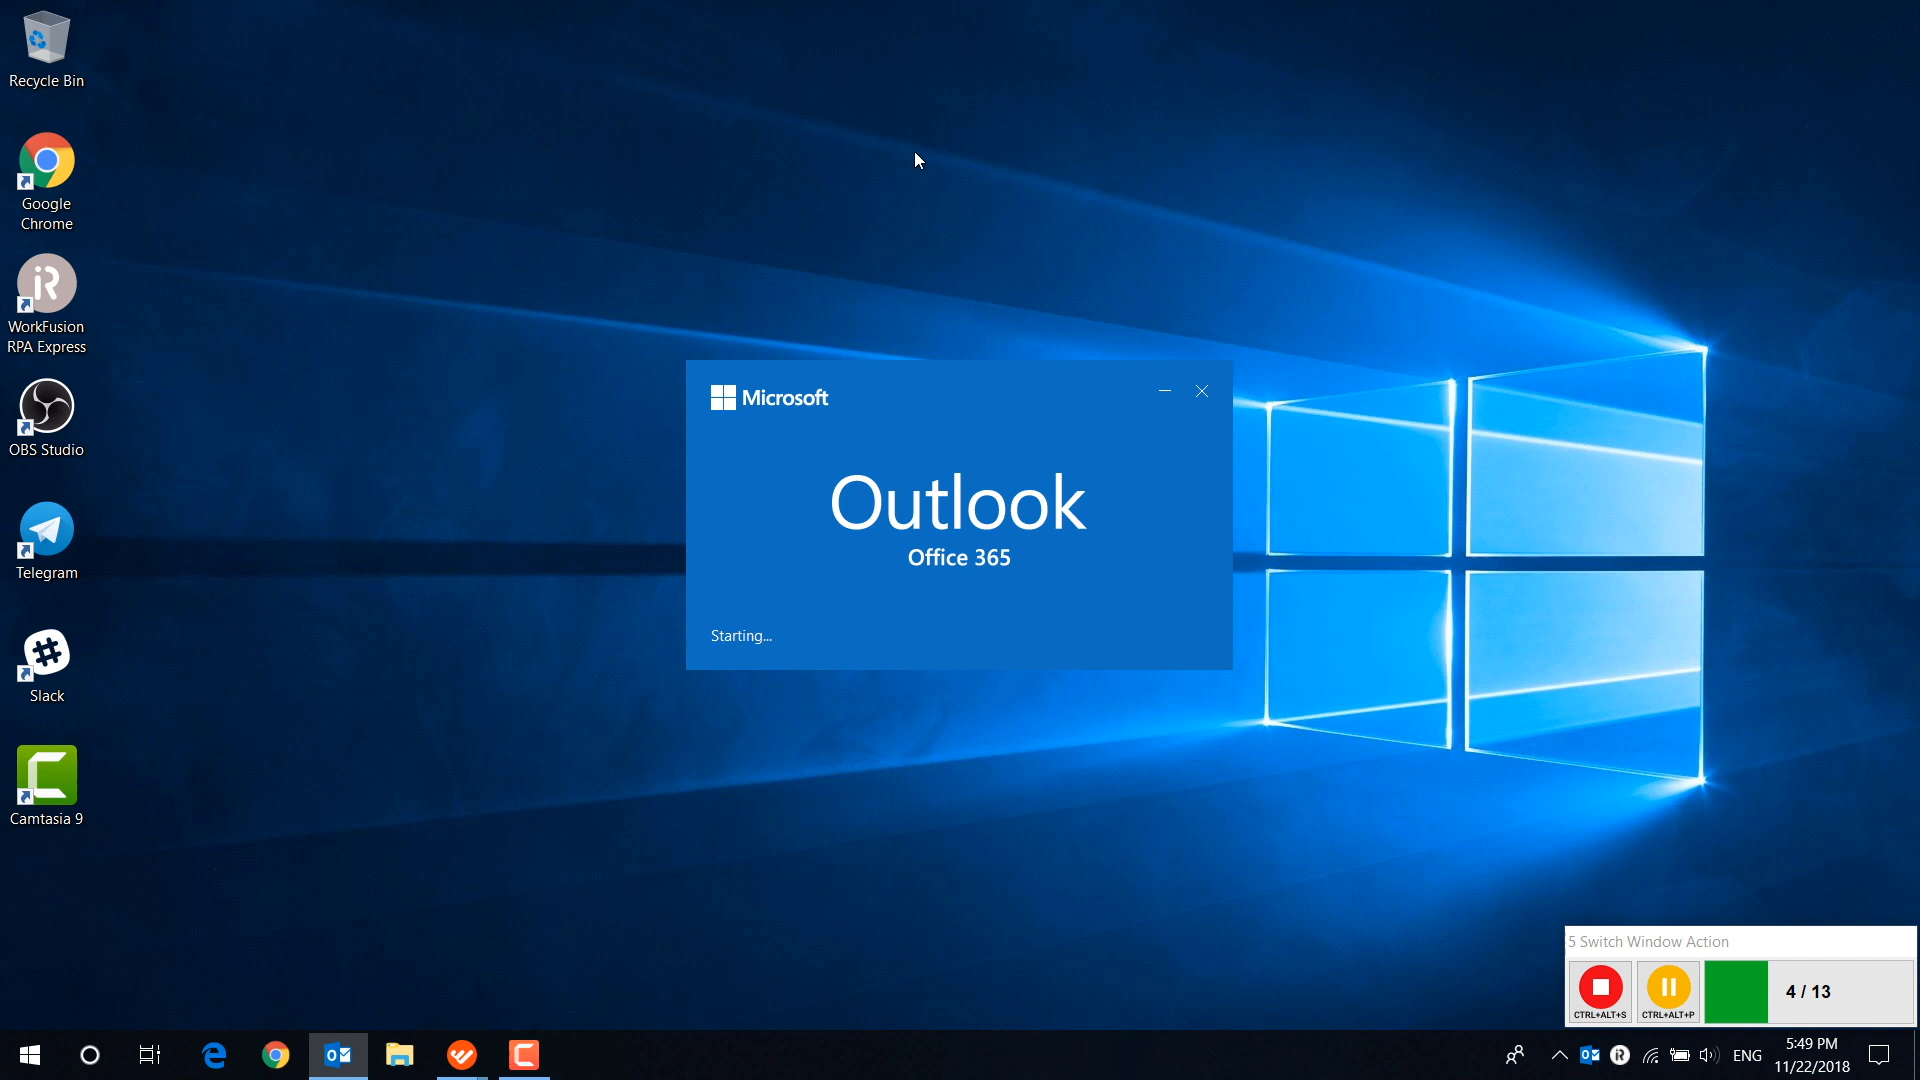 Recycle Bin
Google
Chrome
WorkFusion
RPA Express
OBS Studio
Telegram
Slack
Camtasia 9
Microsoft
Outlook
Office 365
Starting...
5 Switch Window Action
CTRL+ALT+S
CTRL+ALT+P
4 / 13
ENG
5:49 PM
11/22/2018